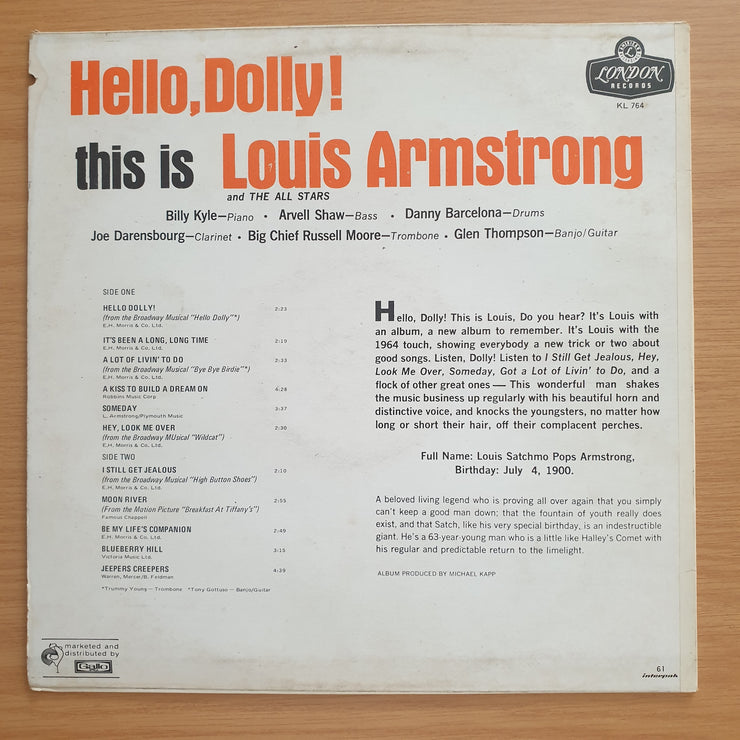 Hello, Dolly!
LONDON
RECORDS
KL 764
this is Louis Armstrong
and THE ALL STARS
Billy Kyle—Piano • Arvell Shaw—Bass • Danny Barcelona—Drums
Joe Darensbourg—Clarinet • Big Chief Russell Moore—Trombone • Glen Thompson—Banjo/Guitar
SIDE ONE
HELLO DOLLY! 2:23
(from the Broadway Musical "Hello Dolly"*)
E.H. Morris & Co. Ltd.
IT'S BEEN A LONG, LONG TIME 2:19
E.H. Morris & Co. Ltd.
A LOT OF LIVIN' TO DO 2:33
(from the Broadway Musical "Bye Bye Birdie"*)
E.H. Morris & Co. Ltd.
A KISS TO BUILD A DREAM ON 4:28
Robbins Music Corp
SOMEDAY 3:37
L. Armstrong/Plymouth Music
HEY, LOOK ME OVER 2:30
(from the Broadway MUsical "Wildcat")
E.H. Morris & Co. Ltd.
SIDE TWO
I STILL GET JEALOUS 2:10
(from the Broadway Musical "High Button Shoes")
E.H. Morris & Co. Ltd.
MOON RIVER 2:55
(From the Motion Picture "Breakfast At Tiffany's")
Famous Chappell
BE MY LIFE'S COMPANION 2:49
E.H. Morris & Co. Ltd.
BLUEBERRY HILL 3:15
Victoria Music Ltd.
JEEPERS CREEPERS 4:39
Warren, Mercer/B. Feldman
*Trummy Young — Trombone *Tony Gottuso — Banjo/Guitar
Hello, Dolly! This is Louis, Do you hear? It's Louis with
an album, a new album to remember. It's Louis with the
1964 touch, showing everybody a new trick or two about
good songs. Listen, Dolly! Listen to I Still Get Jealous, Hey,
Look Me Over, Someday, Got a Lot of Livin' to Do, and a
flock of other great ones — This wonderful man shakes
the music business up regularly with his beautiful horn and
distinctive voice, and knocks the youngsters, no matter how
long or short their hair, off their complacent perches.
Full Name: Louis Satchmo Pops Armstrong,
Birthday: July 4, 1900.
A beloved living legend who is proving all over again that you simply
can't keep a good man down; that the fountain of youth really does
exist, and that Satch, like his very special birthday, is an indestructible
giant. He's a 63-year young man who is a little like Halley's Comet with
his regular and predictable return to the limelight.
ALBUM PRODUCED BY MICHAEL KAPP
marketed and
distributed by
Gallo
61
interpak